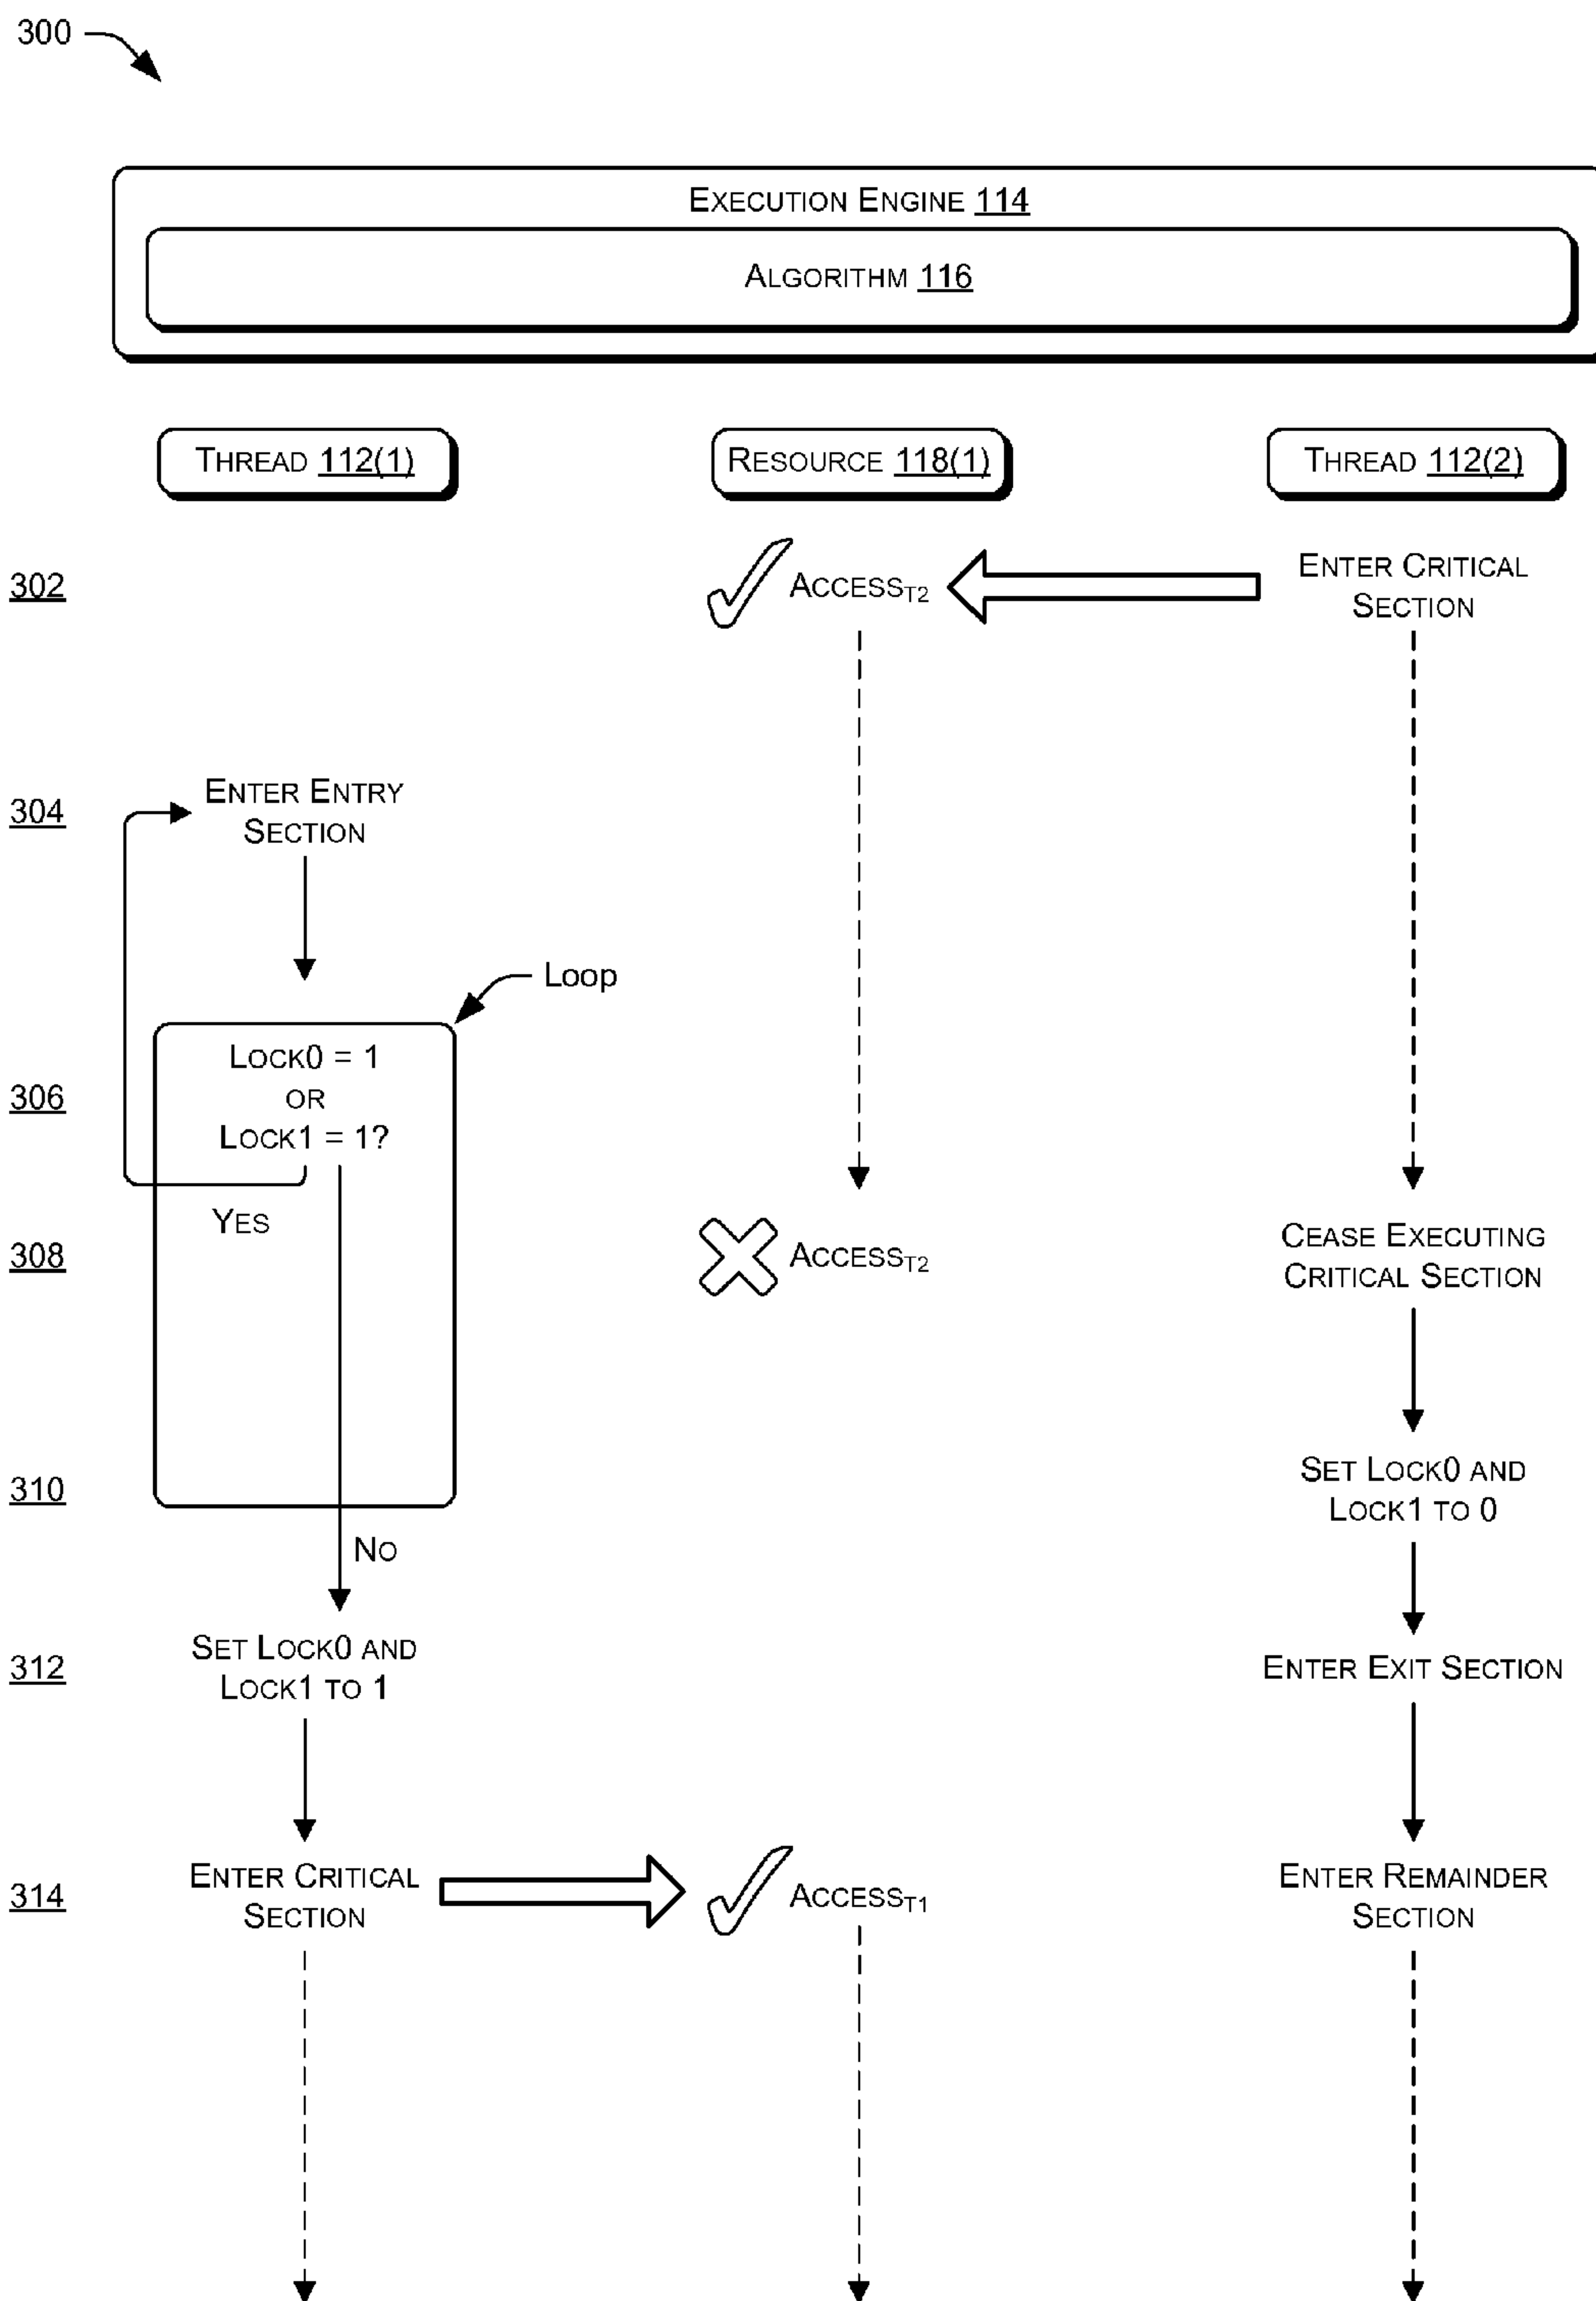 300
EXECUTION ENGINE 114
ALGORITHM 116
THREAD 112(1)
RESOURCE 118(1)
THREAD 112(2)
302
ACCESST2
ENTER CRITICAL
SECTION
304
ENTER ENTRY
SECTION
Loop
306
LOCK0 = 1
OR
LOCK1 = 1?
YES
308
ACCESST2
CEASE EXECUTING
CRITICAL SECTION
310
SET LOCK0 AND
LOCK1 TO 0
NO
312
SET LOCK0 AND
LOCK1 TO 1
ENTER EXIT SECTION
314
ENTER CRITICAL
SECTION
ACCESST1
ENTER REMAINDER
SECTION